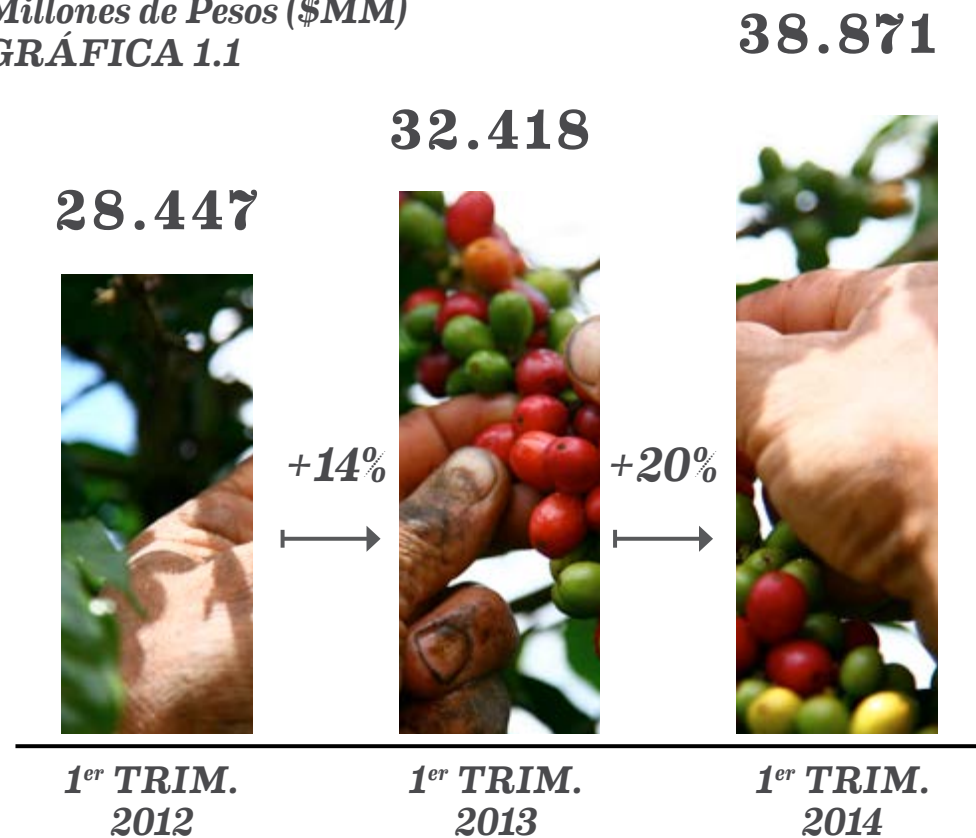 Millones de Pesos ($MM)
GRÁFICA 1.1
38.871
32.418
28.447
+14%
+20%
1er TRIM.
2012
1er TRIM.
2013
1er TRIM.
2014